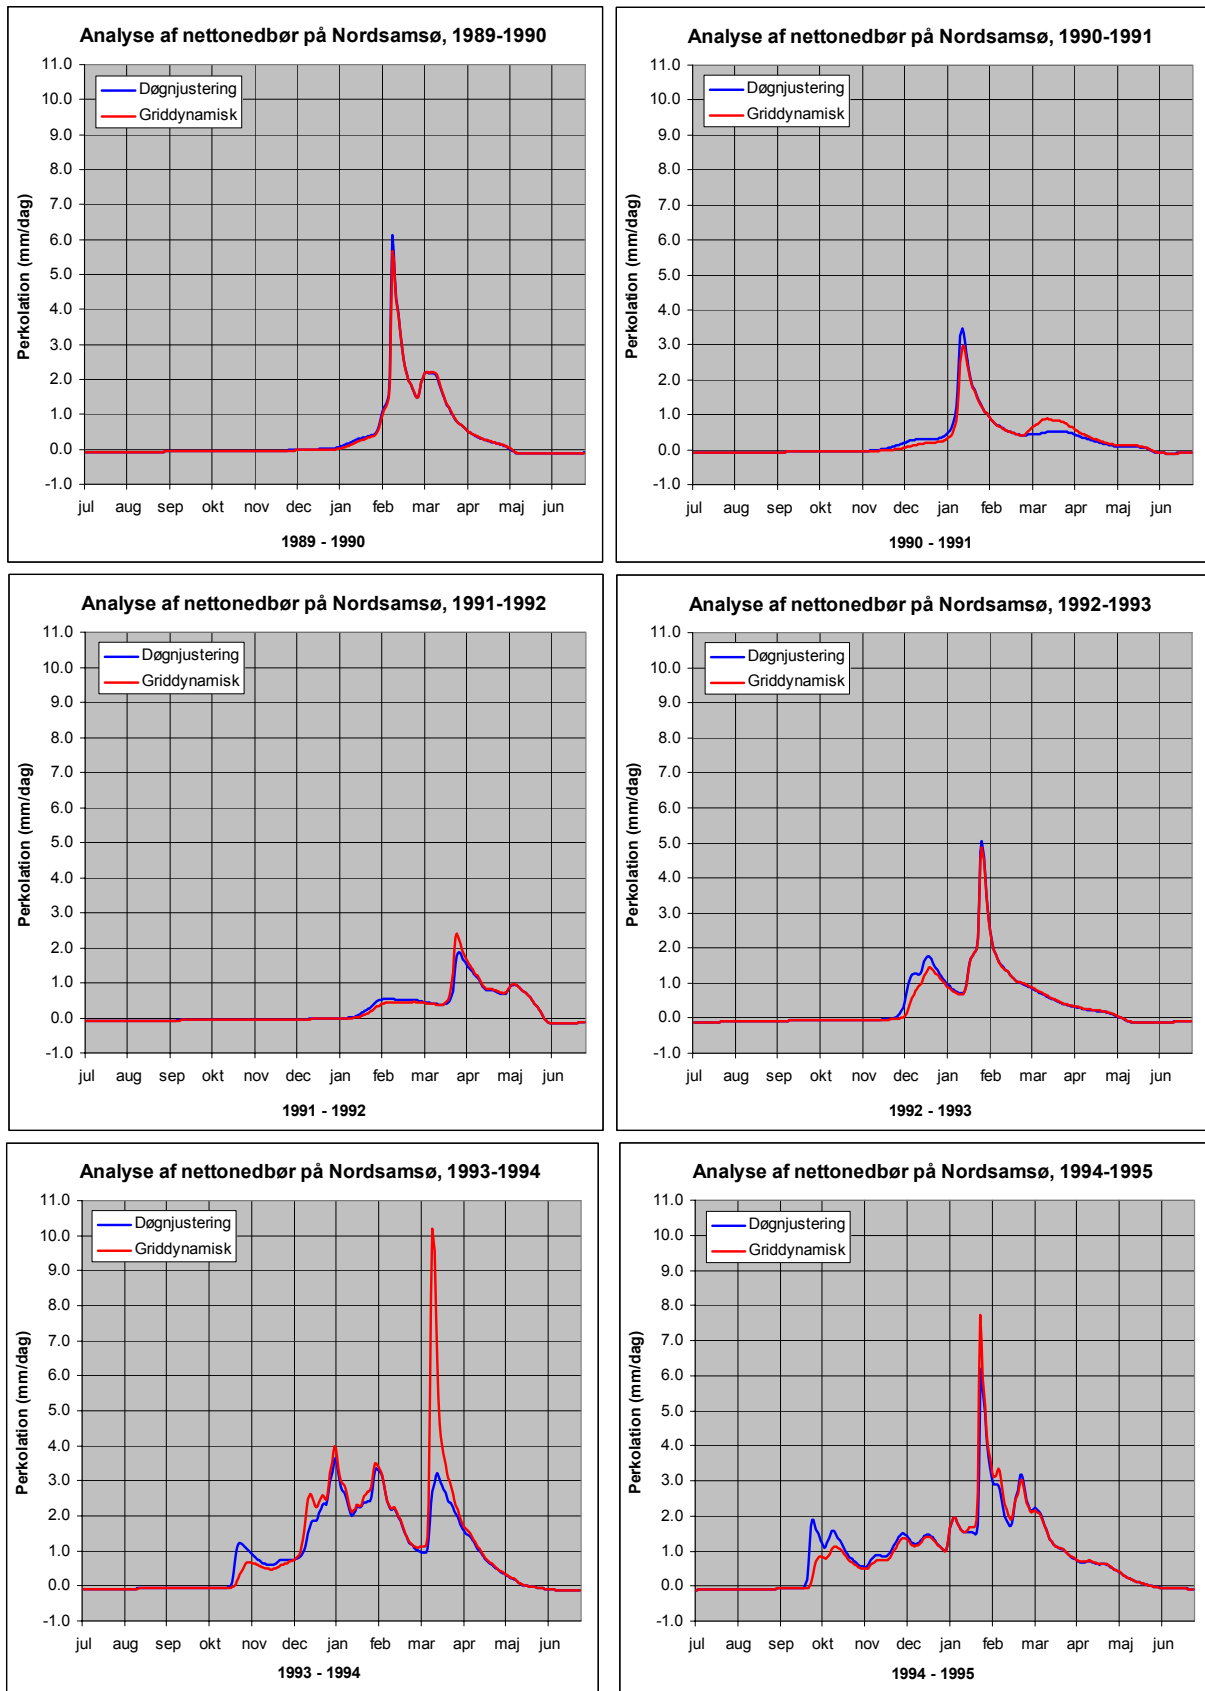 Analyse af nettonedbør på Nordsamsø, 1989-1990
11.0
10.0
9.0
8.0
7.0
6.0
5.0
4.0
3.0
2.0
1.0
0.0
-1.0
Perkolation (mm/dag)
Døgnjustering
Griddynamisk
jul aug sep okt nov dec jan feb mar apr maj jun
1989 - 1990
Analyse af nettonedbør på Nordsamsø, 1990-1991
11.0
10.0
9.0
8.0
7.0
6.0
5.0
4.0
3.0
2.0
1.0
0.0
-1.0
Perkolation (mm/dag)
Døgnjustering
Griddynamisk
jul aug sep okt nov dec jan feb mar apr maj jun
1990 - 1991
Analyse af nettonedbør på Nordsamsø, 1991-1992
11.0
10.0
9.0
8.0
7.0
6.0
5.0
4.0
3.0
2.0
1.0
0.0
-1.0
Perkolation (mm/dag)
Døgnjustering
Griddynamisk
jul aug sep okt nov dec jan feb mar apr maj jun
1991 - 1992
Analyse af nettonedbør på Nordsamsø, 1992-1993
11.0
10.0
9.0
8.0
7.0
6.0
5.0
4.0
3.0
2.0
1.0
0.0
-1.0
Perkolation (mm/dag)
Døgnjustering
Griddynamisk
jul aug sep okt nov dec jan feb mar apr maj jun
1992 - 1993
Analyse af nettonedbør på Nordsamsø, 1993-1994
11.0
10.0
9.0
8.0
7.0
6.0
5.0
4.0
3.0
2.0
1.0
0.0
-1.0
Perkolation (mm/dag)
Døgnjustering
Griddynamisk
jul aug sep okt nov dec jan feb mar apr maj jun
1993 - 1994
Analyse af nettonedbør på Nordsamsø, 1994-1995
11.0
10.0
9.0
8.0
7.0
6.0
5.0
4.0
3.0
2.0
1.0
0.0
-1.0
Perkolation (mm/dag)
Døgnjustering
Griddynamisk
jul aug sep okt nov dec jan feb mar apr maj jun
1994 - 1995